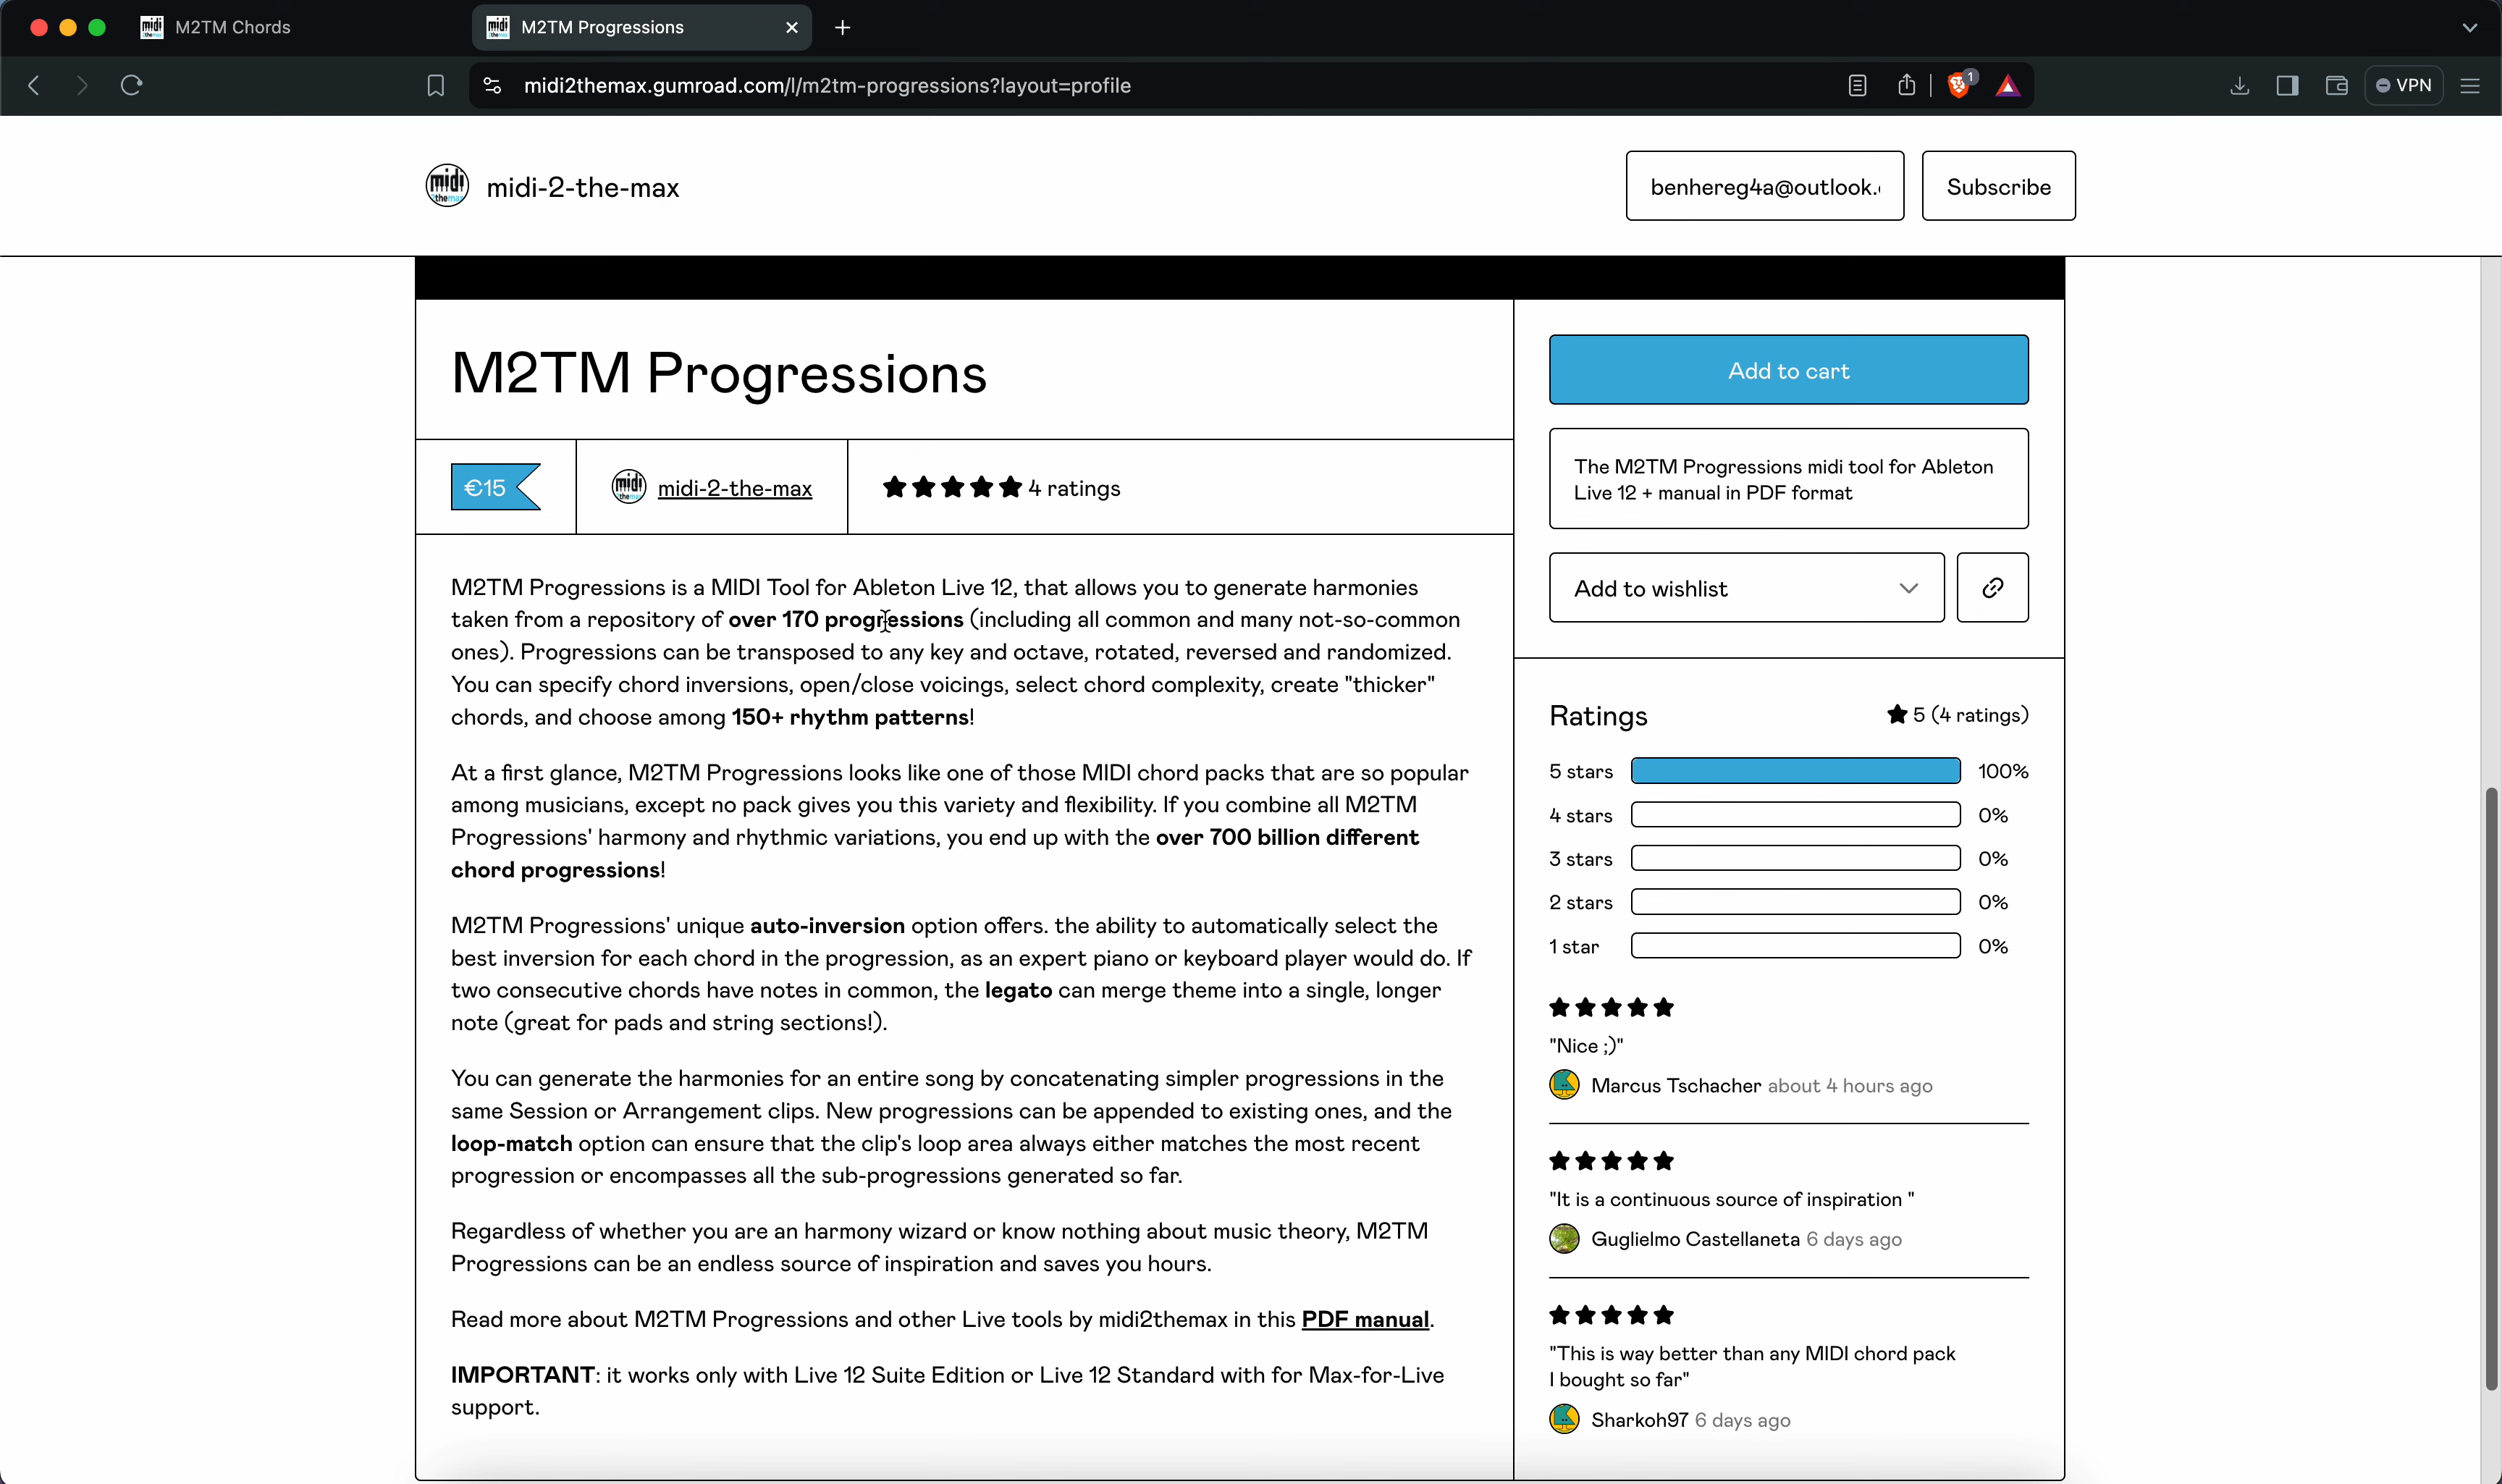 M2TM Chords
M2TM Progressions
midi2themax.gumroad.com/l/m2tm-progressions?layout=profile
1
VPN
midi
midi-2-the-max
benhereg4a@outlook.
Subscribe
M2TM Progressions
€15
midi-2-the-max
4 ratings
M2TM Progressions is a MIDI Tool for Ableton Live 12, that allows you to generate harmonies
taken from a repository of over 170 progressions (including all common and many not-so-common
ones). Progressions can be transposed to any key and octave, rotated, reversed and randomized.
You can specify chord inversions, open/close voicings, select chord complexity, create "thicker"
chords, and choose among 150+ rhythm patterns!
At a first glance, M2TM Progressions looks like one of those MIDI chord packs that are so popular
among musicians, except no pack gives you this variety and flexibility. If you combine all M2TM
Progressions' harmony and rhythmic variations, you end up with the over 700 billion different
chord progressions!
M2TM Progressions' unique auto-inversion option offers. the ability to automatically select the
best inversion for each chord in the progression, as an expert piano or keyboard player would do. If
two consecutive chords have notes in common, the legato can merge theme into a single, longer
note (great for pads and string sections!).
You can generate the harmonies for an entire song by concatenating simpler progressions in the
same Session or Arrangement clips. New progressions can be appended to existing ones, and the
loop-match option can ensure that the clip's loop area always either matches the most recent
progression or encompasses all the sub-progressions generated so far.
Regardless of whether you are an harmony wizard or know nothing about music theory, M2TM
Progressions can be an endless source of inspiration and saves you hours.
Read more about M2TM Progressions and other Live tools by midi2themax in this PDF manual.
IMPORTANT: it works only with Live 12 Suite Edition or Live 12 Standard with for Max-for-Live
support.
Add to cart
The M2TM Progressions midi tool for Ableton
Live 12 + manual in PDF format
Add to wishlist
Ratings
5 (4 ratings)
5 stars 100%
4 stars 0%
3 stars 0%
2 stars 0%
1 star 0%
"Nice ;)"
Marcus Tschacher about 4 hours ago
"It is a continuous source of inspiration "
Guglielmo Castellaneta 6 days ago
"This is way better than any MIDI chord pack
I bought so far"
Sharkoh97 6 days ago